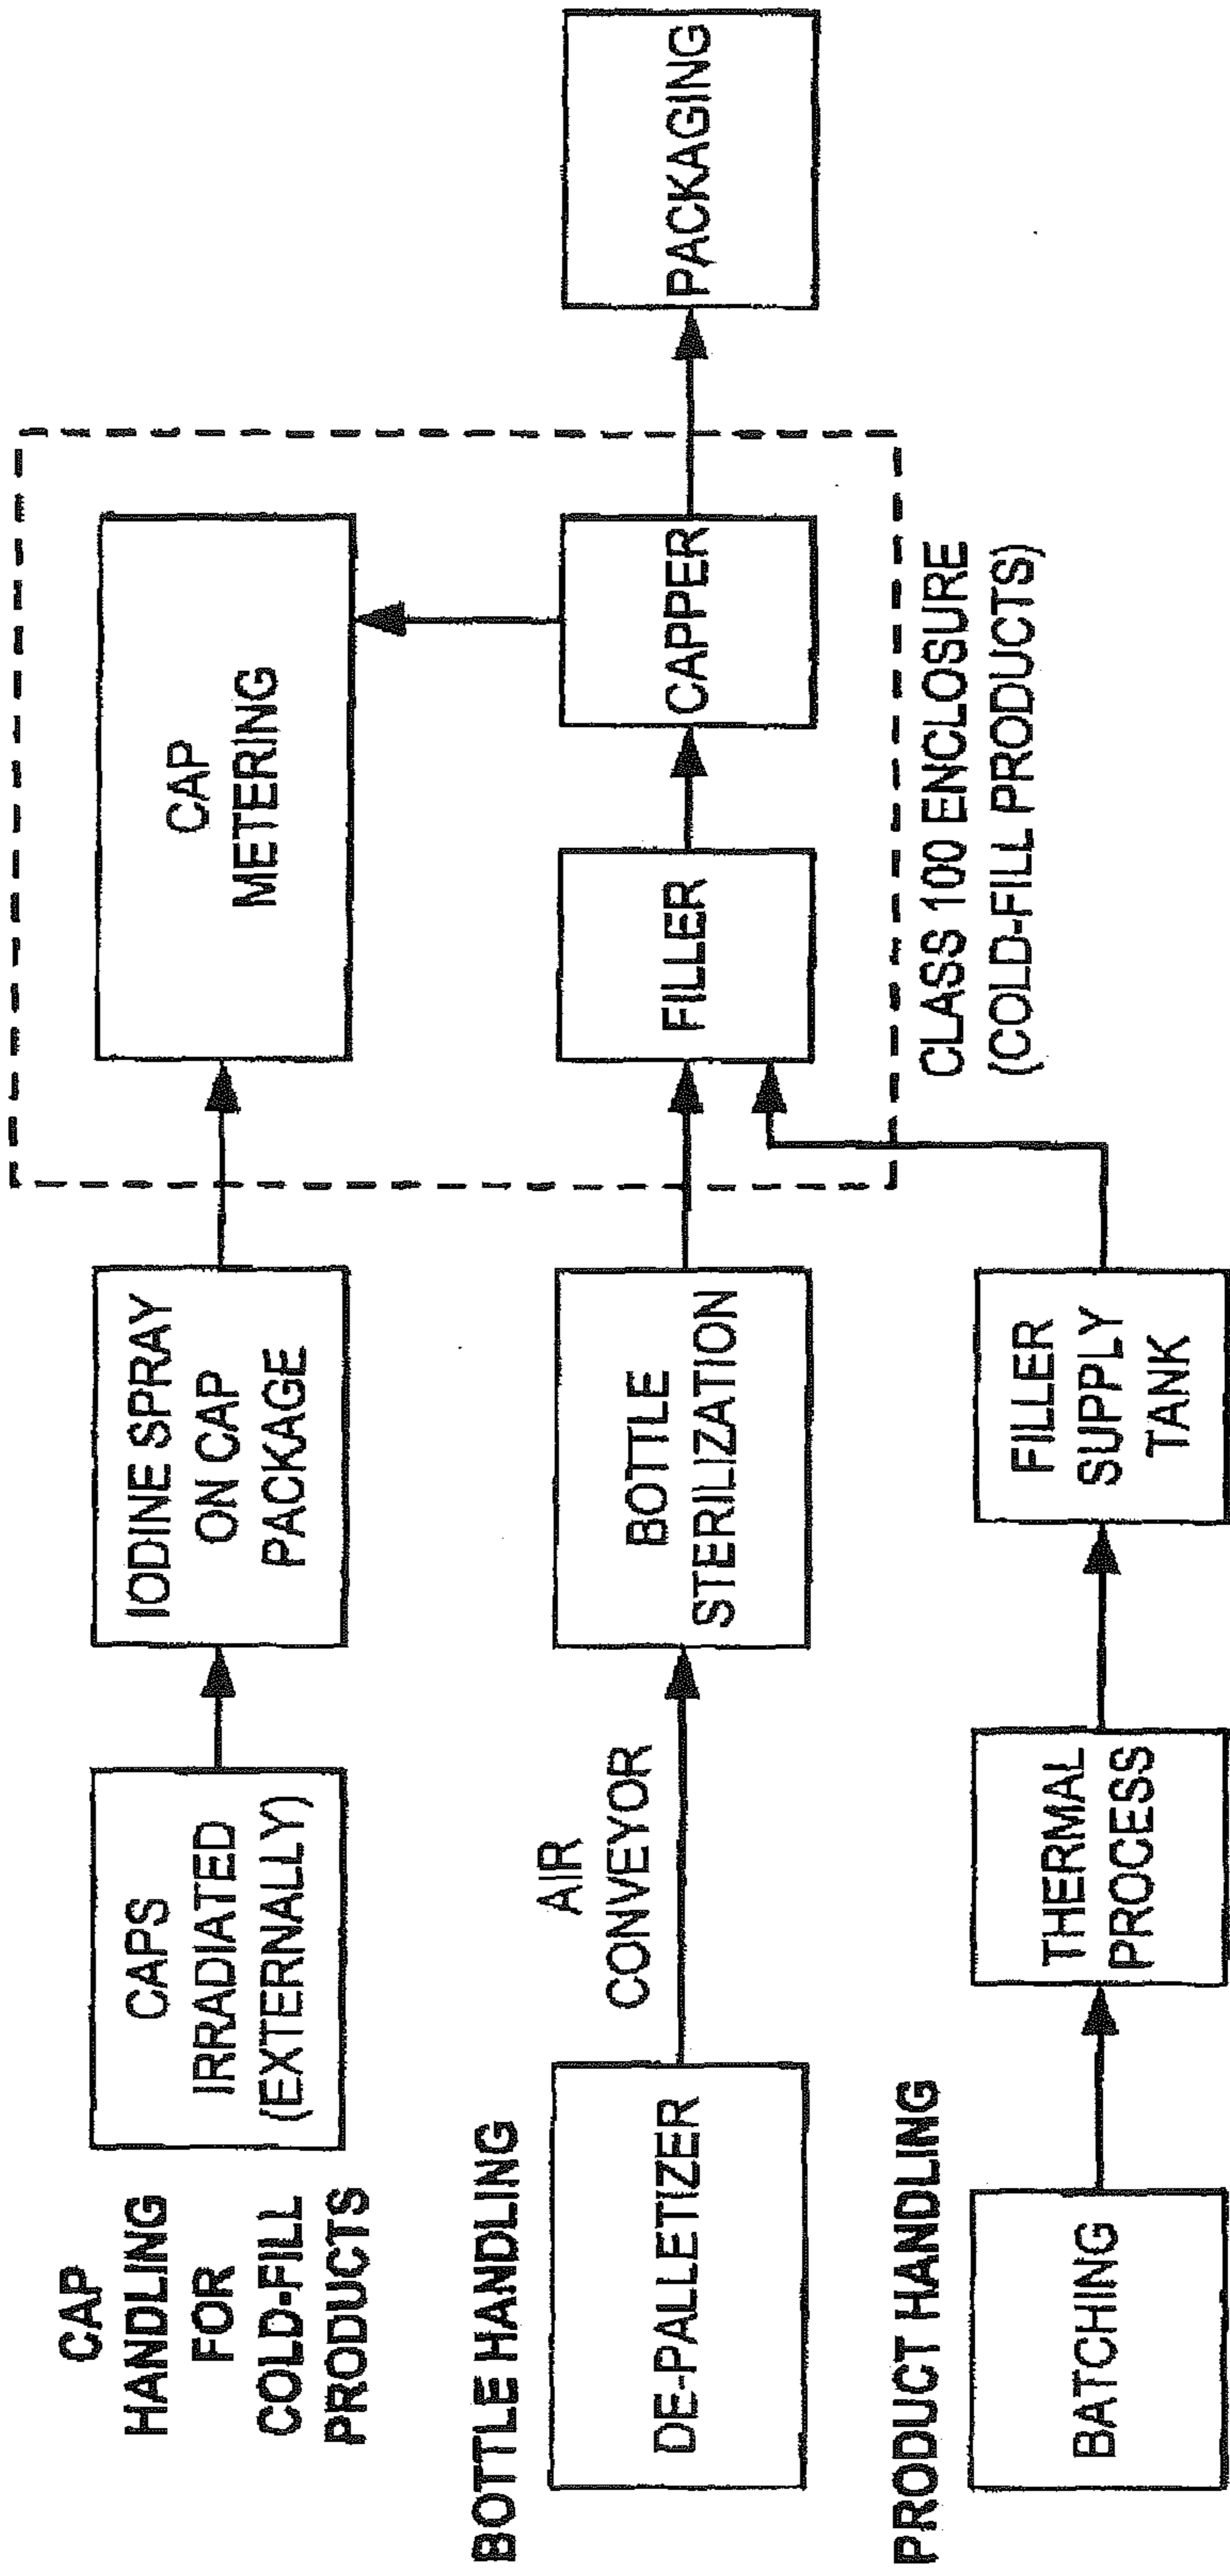 CAP
HANDLING
FOR
COLD-FILL
PRODUCTS
CAPS
IRRADIATED
(EXTERNALLY)
IODINE SPRAY
ON CAP
PACKAGE
CAP
METERING
BOTTLE HANDLING
DE-PALLETIZER
AIR
CONVEYOR
BOTTLE
STERILIZATION
FILLER
CAPPER
PACKAGING
PRODUCT HANDLING
BATCHING
THERMAL
PROCESS
FILLER
SUPPLY
TANK
CLASS 100 ENCLOSURE
(COLD-FILL PRODUCTS)